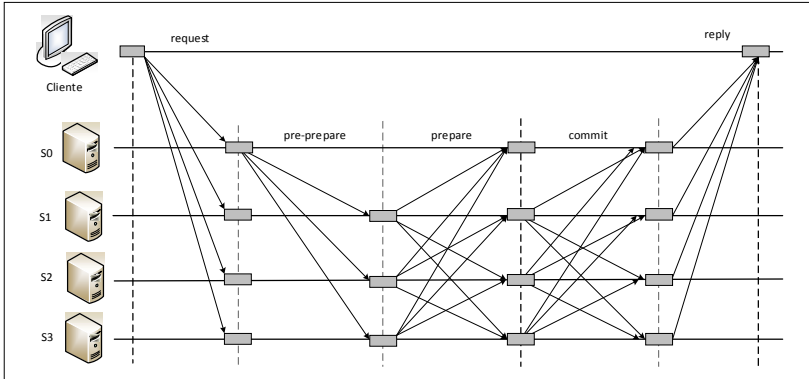 request
reply
Cliente
pre-prepare
prepare
commit
S0
S1
S2
S3